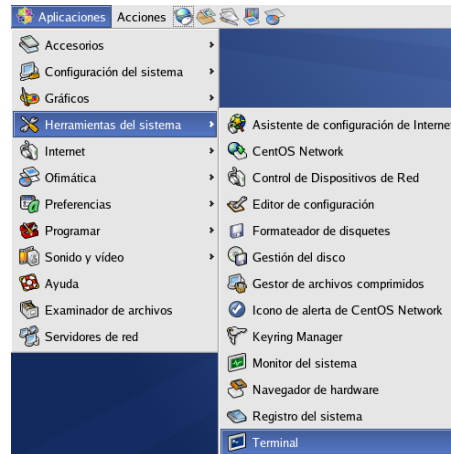 Aplicaciones Acciones
Accesorios
Configuración del sistema
Gráficos
Herramientas del sistema
Internet
Ofimática
Preferencias
Programar
Sonido y vídeo
Ayuda
Examinador de archivos
Servidores de red
Asistente de configuración de Internet
CentOS Network
Control de Dispositivos de Red
Editor de configuración
Formateador de disquetes
Gestión del disco
Gestor de archivos comprimidos
Icono de alerta de CentOS Network
Keyring Manager
Monitor del sistema
Navegador de hardware
Registro del sistema
Terminal